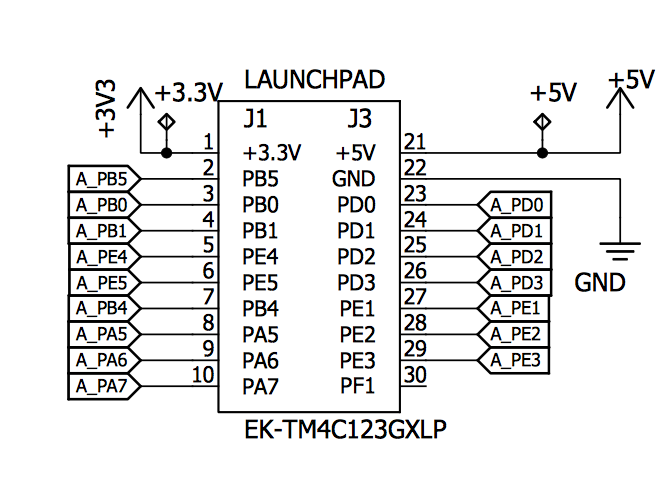 LAUNCHPAD
+3V3
+3.3V
+5V
+5V
J1 J3
1 +3.3V +5V 21
A_PB5 2 PB5 GND 22
A_PB0 3 PB0 PD0 23 A_PD0
A_PB1 4 PB1 PD1 24 A_PD1
A_PE4 5 PE4 PD2 25 A_PD2
A_PE5 6 PE5 PD3 26 A_PD3
GND
A_PB4 7 PB4 PE1 27 A_PE1
A_PA5 8 PA5 PE2 28 A_PE2
A_PA6 9 PA6 PE3 29 A_PE3
A_PA7 10 PA7 PF1 30
EK-TM4C123GXLP